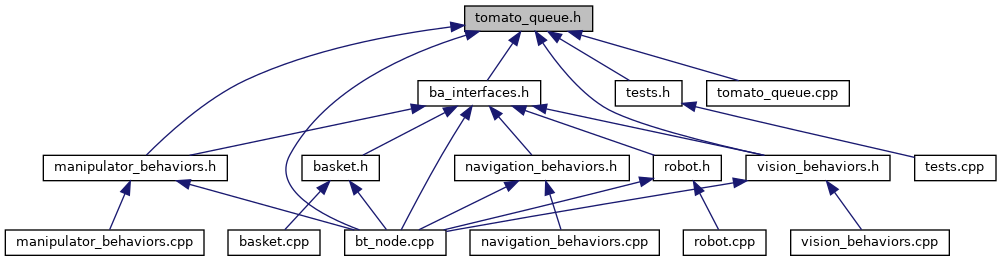 tomato_queue.h
ba_interfaces.h
tests.h
tomato_queue.cpp
manipulator_behaviors.h
basket.h
navigation_behaviors.h
robot.h
vision_behaviors.h
tests.cpp
manipulator_behaviors.cpp
basket.cpp
bt_node.cpp
navigation_behaviors.cpp
robot.cpp
vision_behaviors.cpp